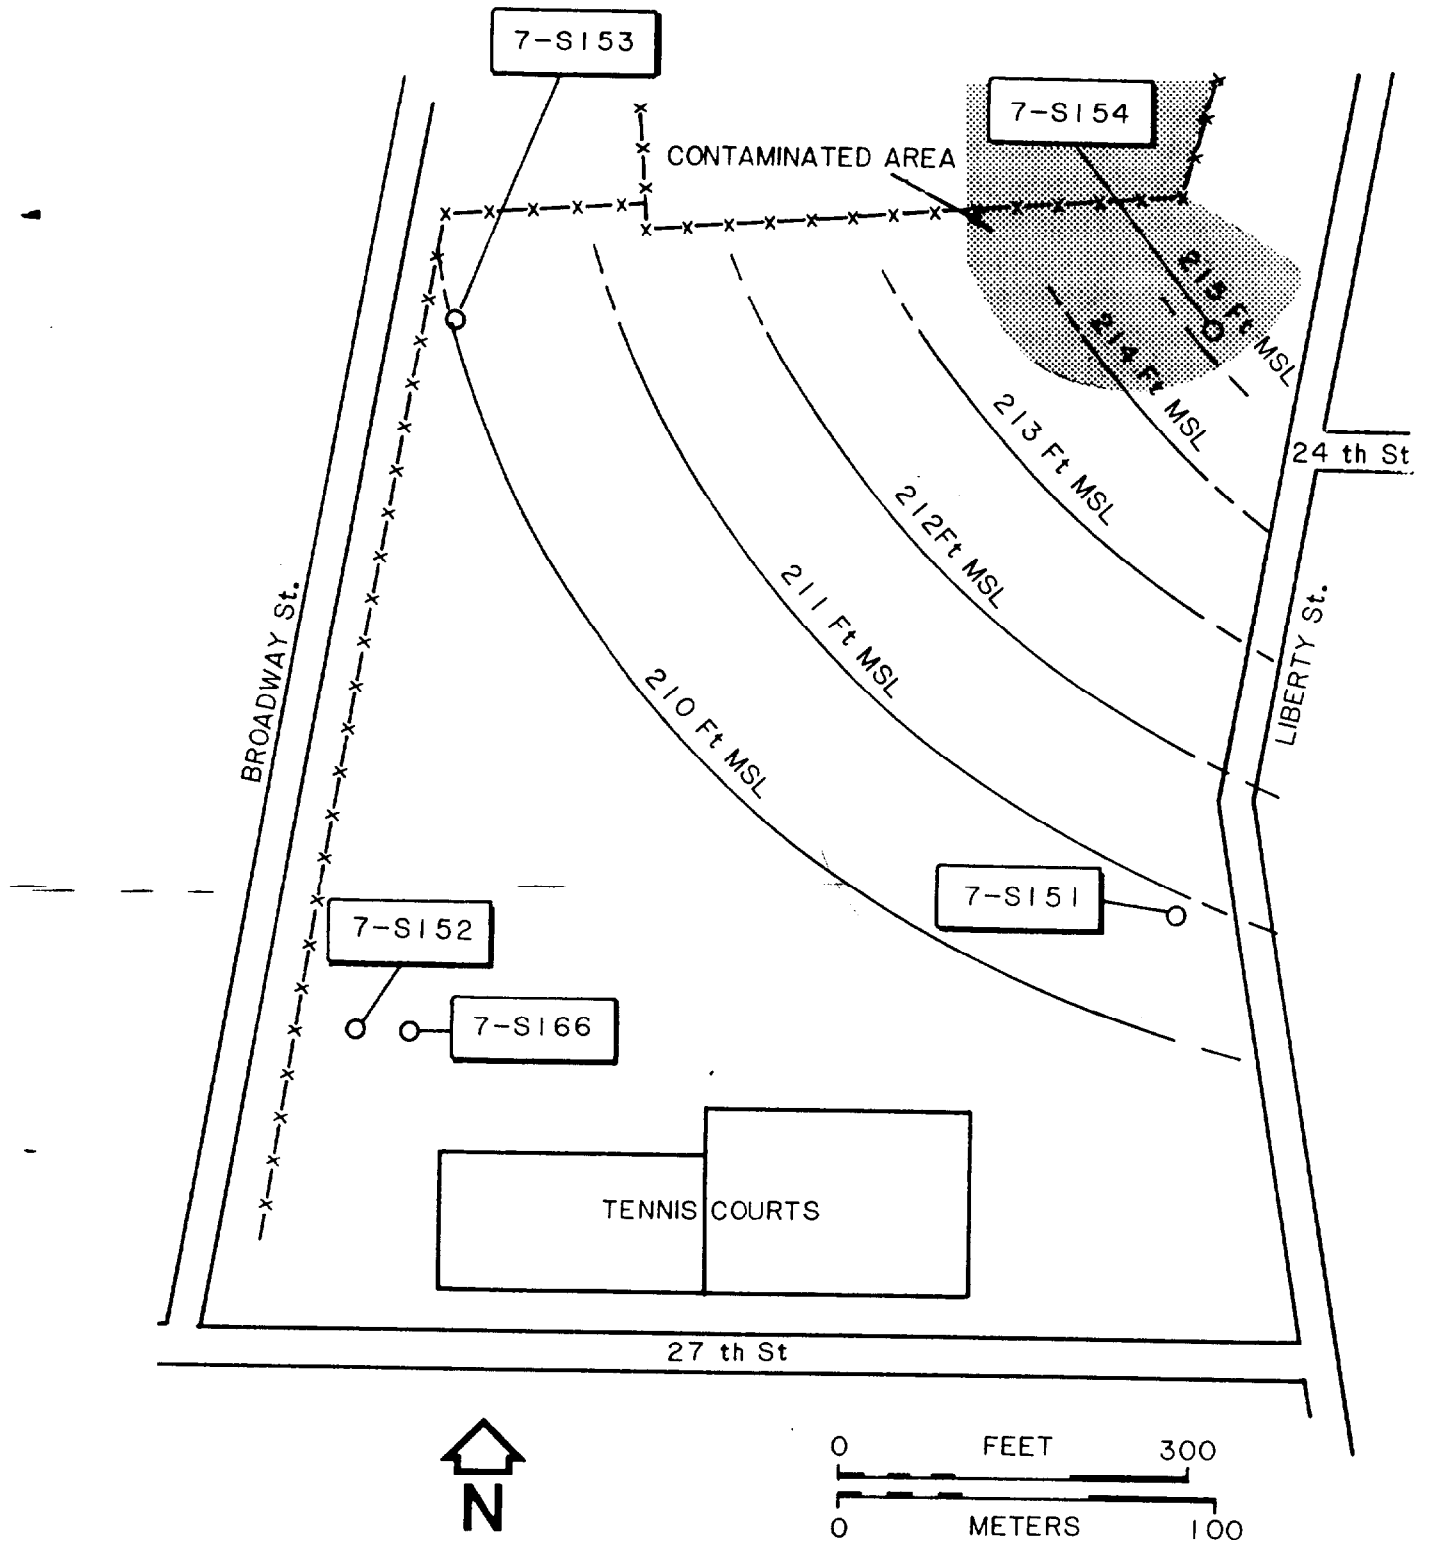 7-S153
7-S154
CONTAMINATED AREA
215 Ft MSL
214 Ft MSL
213 Ft MSL
24 th St
212Ft MSL
211 Ft MSL
210 Ft MSL
BROADWAY St.
LIBERTY St.
7-S151
7-S152
7-S166
TENNIS COURTS
27 th St
N
0 FEET 300
0 METERS 100